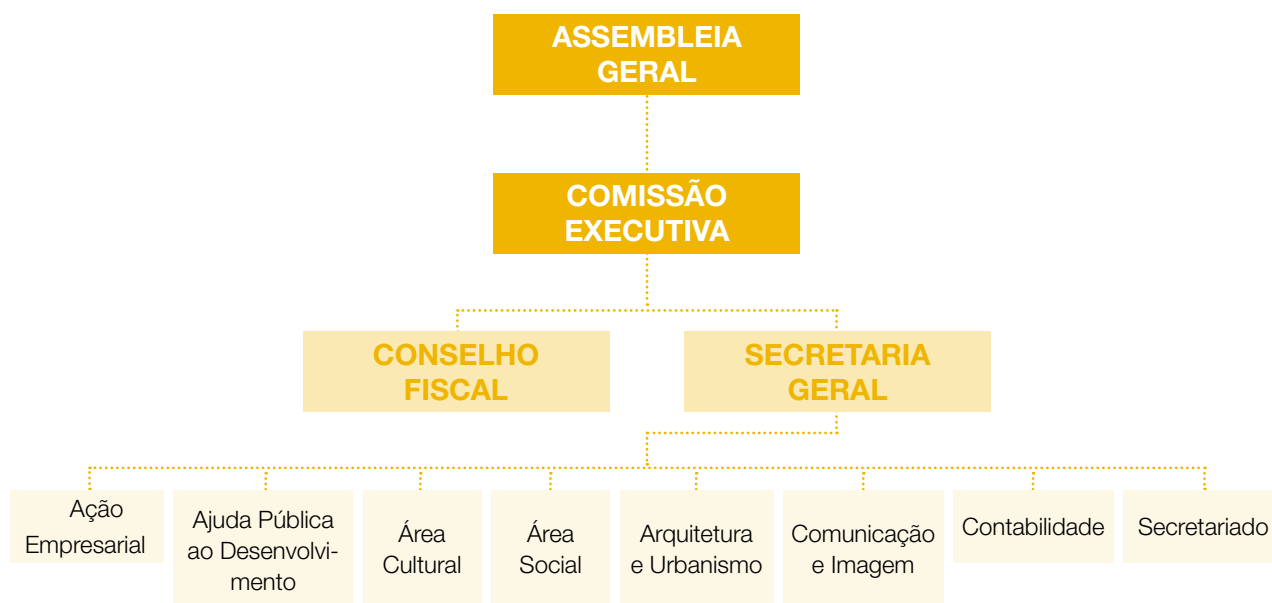 ASSEMBLEIA
GERAL
COMISSÃO
EXECUTIVA
CONSELHO
FISCAL
SECRETARIA
GERAL
Ação
Empresarial
Ajuda Pública
ao Desenvolvi-
mento
Área
Cultural
Área
Social
Arquitetura
e Urbanismo
Comunicação
e Imagem
Contabilidade
Secretariado